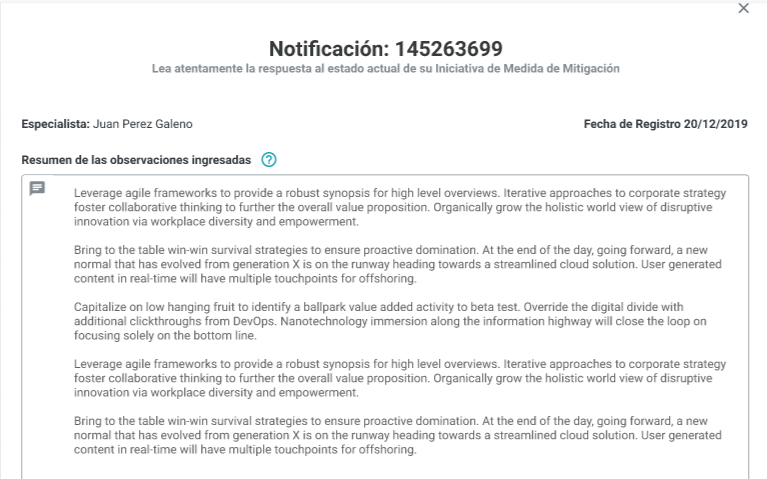 Notificación: 145263699
Lea atentamente la respuesta al estado actual de su Iniciativa de Medida de Mitigación
Especialista: Juan Perez Galeno
Fecha de Registro 20/12/2019
Resumen de las observaciones ingresadas ?
Leverage agile frameworks to provide a robust synopsis for high level overviews. Iterative approaches to corporate strategy
foster collaborative thinking to further the overall value proposition. Organically grow the holistic world view of disruptive
innovation via workplace diversity and empowerment.
Bring to the table win-win survival strategies to ensure proactive domination. At the end of the day, going forward, a new
normal that has evolved from generation X is on the runway heading towards a streamlined cloud solution. User generated
content in real-time will have multiple touchpoints for offshoring.
Capitalize on low hanging fruit to identify a ballpark value added activity to beta test. Override the digital divide with
additional clickthroughs from DevOps. Nanotechnology immersion along the information highway will close the loop on
focusing solely on the bottom line.
Leverage agile frameworks to provide a robust synopsis for high level overviews. Iterative approaches to corporate strategy
foster collaborative thinking to further the overall value proposition. Organically grow the holistic world view of disruptive
innovation via workplace diversity and empowerment.
Bring to the table win-win survival strategies to ensure proactive domination. At the end of the day, going forward, a new
normal that has evolved from generation X is on the runway heading towards a streamlined cloud solution. User generated
content in real-time will have multiple touchpoints for offshoring.